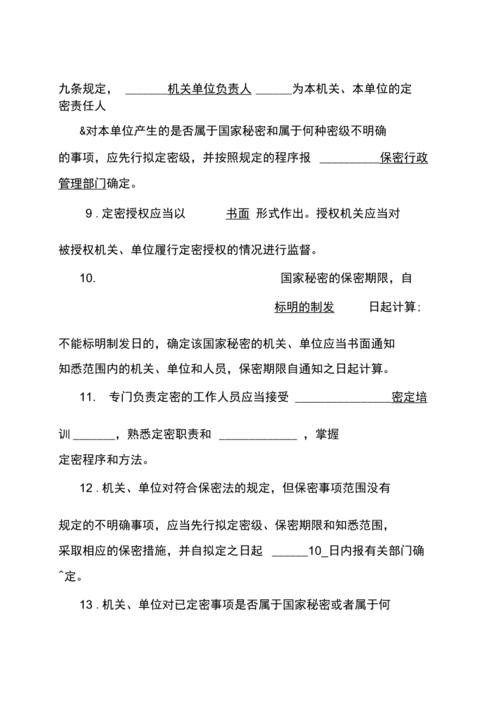 九条规定， _______机关单位负责人 ______为本机关、本单位的定
密责任人
&对本单位产生的是否属于国家秘密和属于何种密级不明确
的事项，应先行拟定密级，并按照规定的程序报 __________保密行政
管理部门确定。
9 . 定密授权应当以 书面 形式作出。授权机关应当对
被授权机关、单位履行定密授权的情况进行监督。
10. 国家秘密的保密期限，自
标明的制发 日起计算;
不能标明制发日的，确定该国家秘密的机关、单位应当书面通知
知悉范围内的机关、单位和人员，保密期限自通知之日起计算。
11. 专门负责定密的工作人员应当接受 ________________密定培
训 _______，熟悉定密职责和 _____________ ，掌握
定密程序和方法。
12 . 机关、单位对符合保密法的规定，但保密事项范围没有
规定的不明确事项，应当先行拟定密级、保密期限和知悉范围，
采取相应的保密措施，并自拟定之日起 ______10_日内报有关部门确
^定。
13 . 机关、单位对已定密事项是否属于国家秘密或者属于何